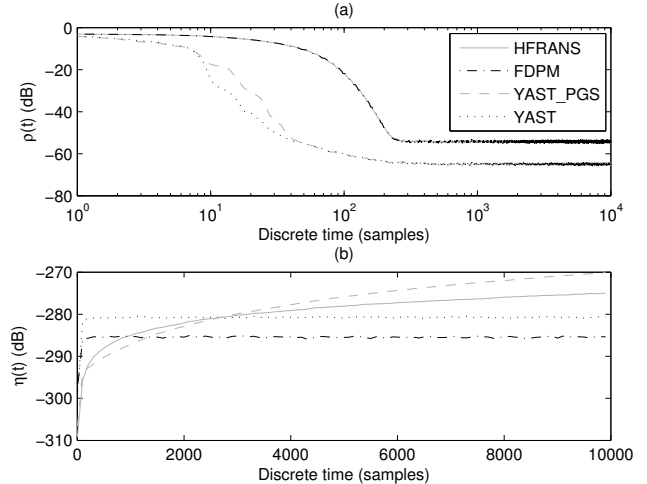 (a)
ρ(t) (dB)
0
−20
−40
−60
−80
HFRANS
FDPM
YAST_PGS
YAST
10^0
10^1
10^2
10^3
10^4
Discrete time (samples)
(b)
η(t) (dB)
-270
-280
-290
-300
-310
0
2000
4000
6000
8000
10000
Discrete time (samples)